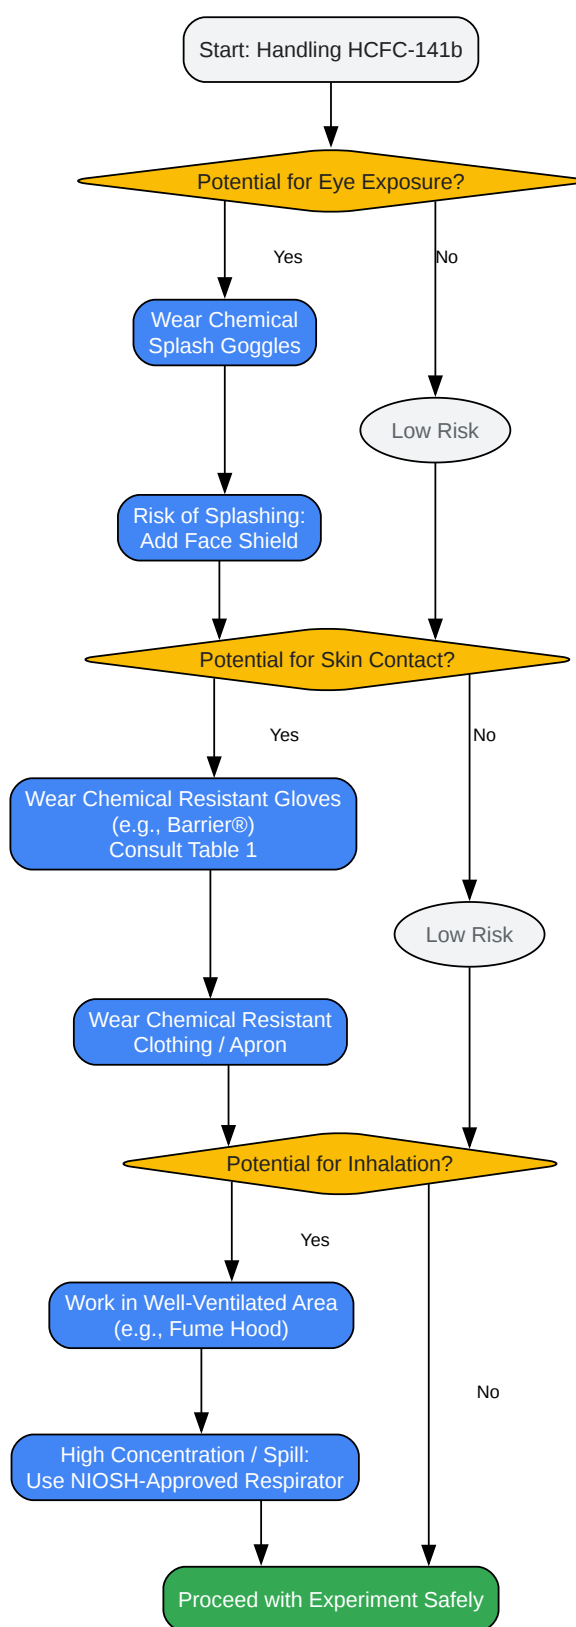 Start: Handling HCFC-141b
Potential for Eye Exposure?
Yes
No
Wear Chemical
Splash Goggles
Low Risk
Risk of Splashing:
Add Face Shield
Potential for Skin Contact?
Yes
No
Wear Chemical Resistant Gloves
(e.g., Barrier®)
Consult Table 1
Low Risk
Wear Chemical Resistant
Clothing / Apron
Potential for Inhalation?
Yes
Work in Well-Ventilated Area
(e.g., Fume Hood)
No
High Concentration / Spill:
Use NIOSH-Approved Respirator
Proceed with Experiment Safely